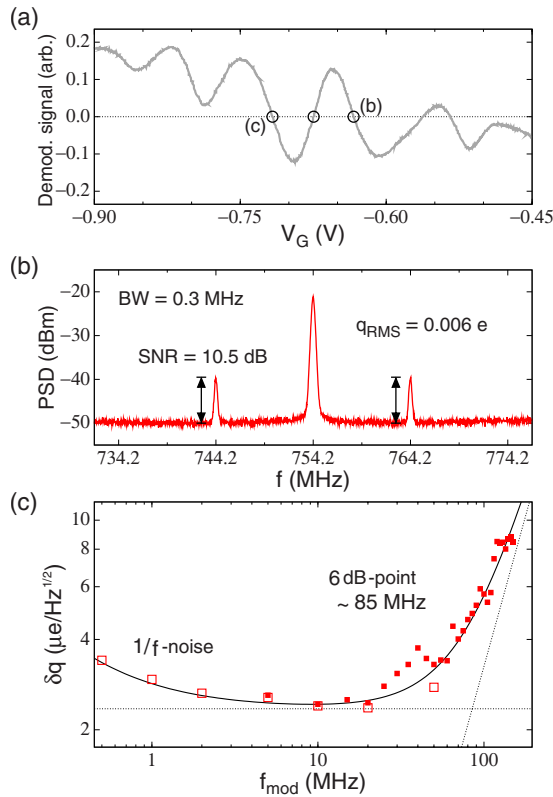 (a)
Demod. signal (arb.)
0.2
0.1
0.0
−0.1
−0.2
(c)
(b)
−0.90
−0.75
−0.60
−0.45
V_G (V)
(b)
PSD (dBm)
−20
−30
−40
−50
BW = 0.3 MHz
q_RMS = 0.006 e
SNR = 10.5 dB
734.2
744.2
754.2
764.2
774.2
f (MHz)
(c)
δq (μe/Hz^1/2)
10
8
6
4
2
6 dB-point
~ 85 MHz
1/f-noise
1
10
100
f_mod (MHz)